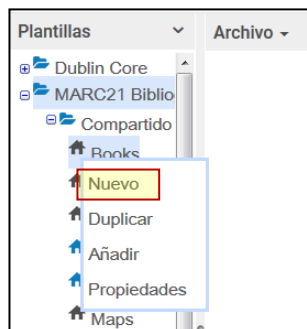 Plantillas
Archivo
Dublin Core
MARC21 Biblio
Compartido
Books
Nuevo
Duplicar
Añadir
Propiedades
Maps